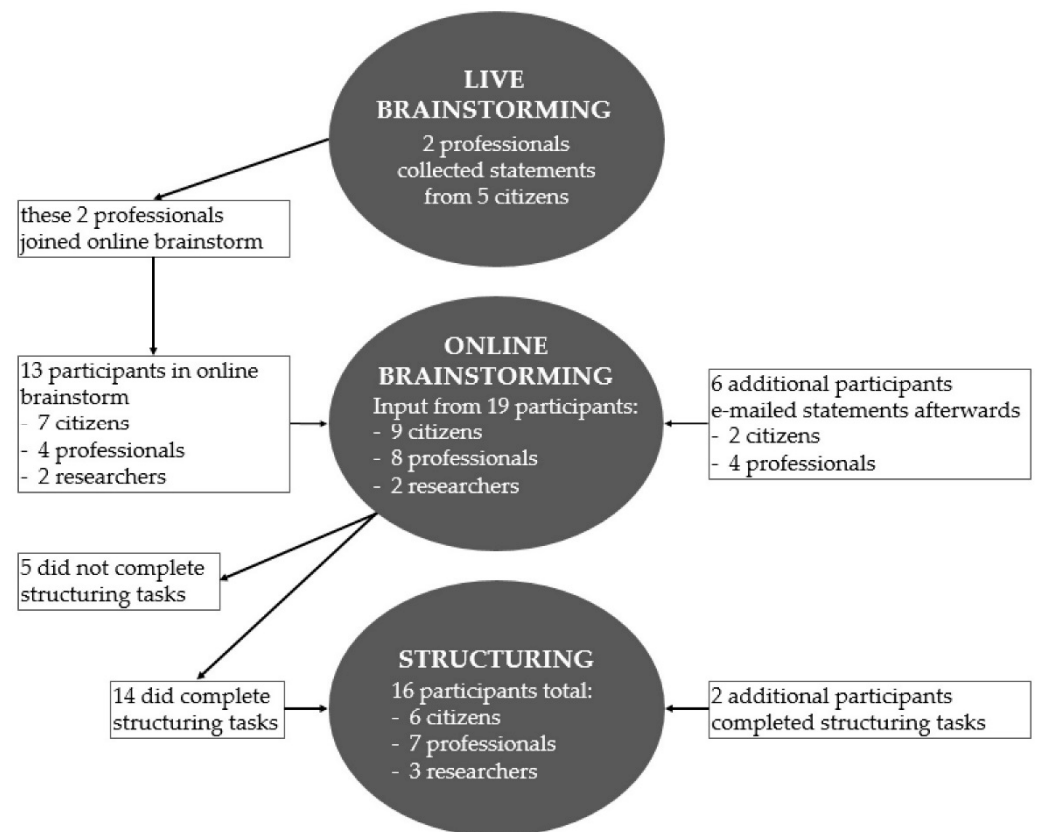 LIVE
BRAINSTORMING
2 professionals
collected statements
from 5 citizens
these 2 professionals
joined online brainstorm
13 participants in online
brainstorm
- 7 citizens
- 4 professionals
- 2 researchers
ONLINE
BRAINSTORMING
Input from 19 participants:
- 9 citizens
- 8 professionals
- 2 researchers
6 additional participants
e-mailed statements afterwards
- 2 citizens
- 4 professionals
5 did not complete
structuring tasks
14 did complete
structuring tasks
STRUCTURING
16 participants total:
- 6 citizens
- 7 professionals
- 3 researchers
2 additional participants
completed structuring tasks